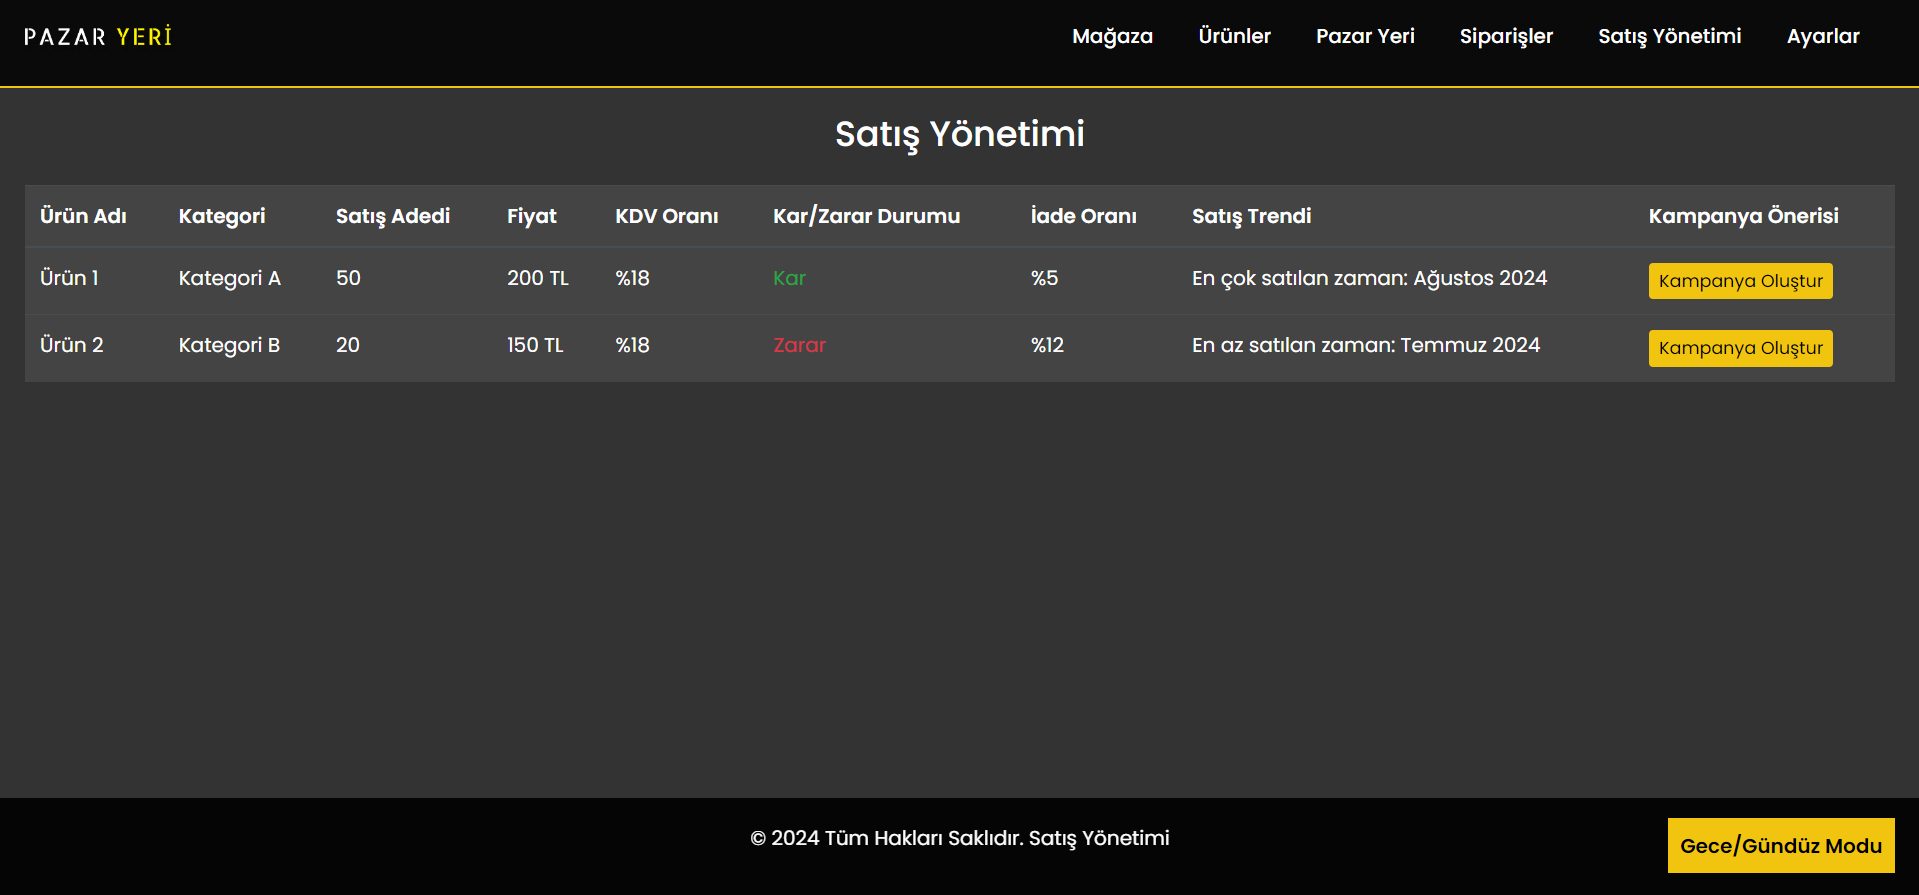 PAZAR YERİ
Mağaza Ürünler Pazar Yeri Siparişler Satış Yönetimi Ayarlar
Satış Yönetimi
Ürün Adı Kategori Satış Adedi Fiyat KDV Oranı Kar/Zarar Durumu İade Oranı Satış Trendi Kampanya Önerisi
Ürün 1 Kategori A 50 200 TL %18 Kar %5 En çok satılan zaman: Ağustos 2024 Kampanya Oluştur
Ürün 2 Kategori B 20 150 TL %18 Zarar %12 En az satılan zaman: Temmuz 2024 Kampanya Oluştur
© 2024 Tüm Hakları Saklıdır. Satış Yönetimi
Gece/Gündüz Modu